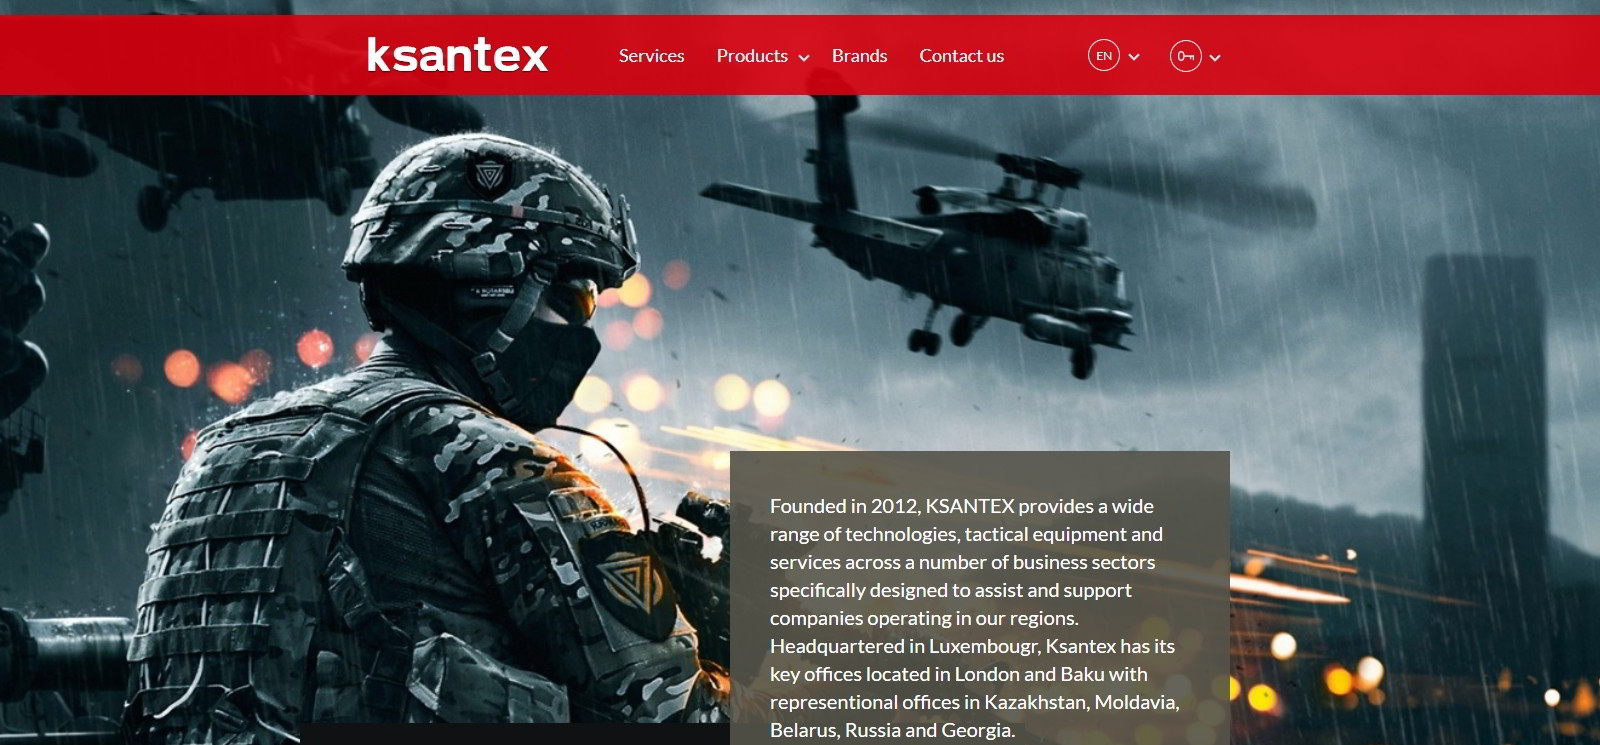 ksantex
Services
Products
Brands
Contact us
EN
Founded in 2012, KSANTEX provides a wide
range of technologies, tactical equipment and
services across a number of business sectors
specifically designed to assist and support
companies operating in our regions.
Headquartered in Luxembougr, Ksantex has its
key offices located in London and Baku with
representional offices in Kazakhstan, Moldavia,
Belarus, Russia and Georgia.